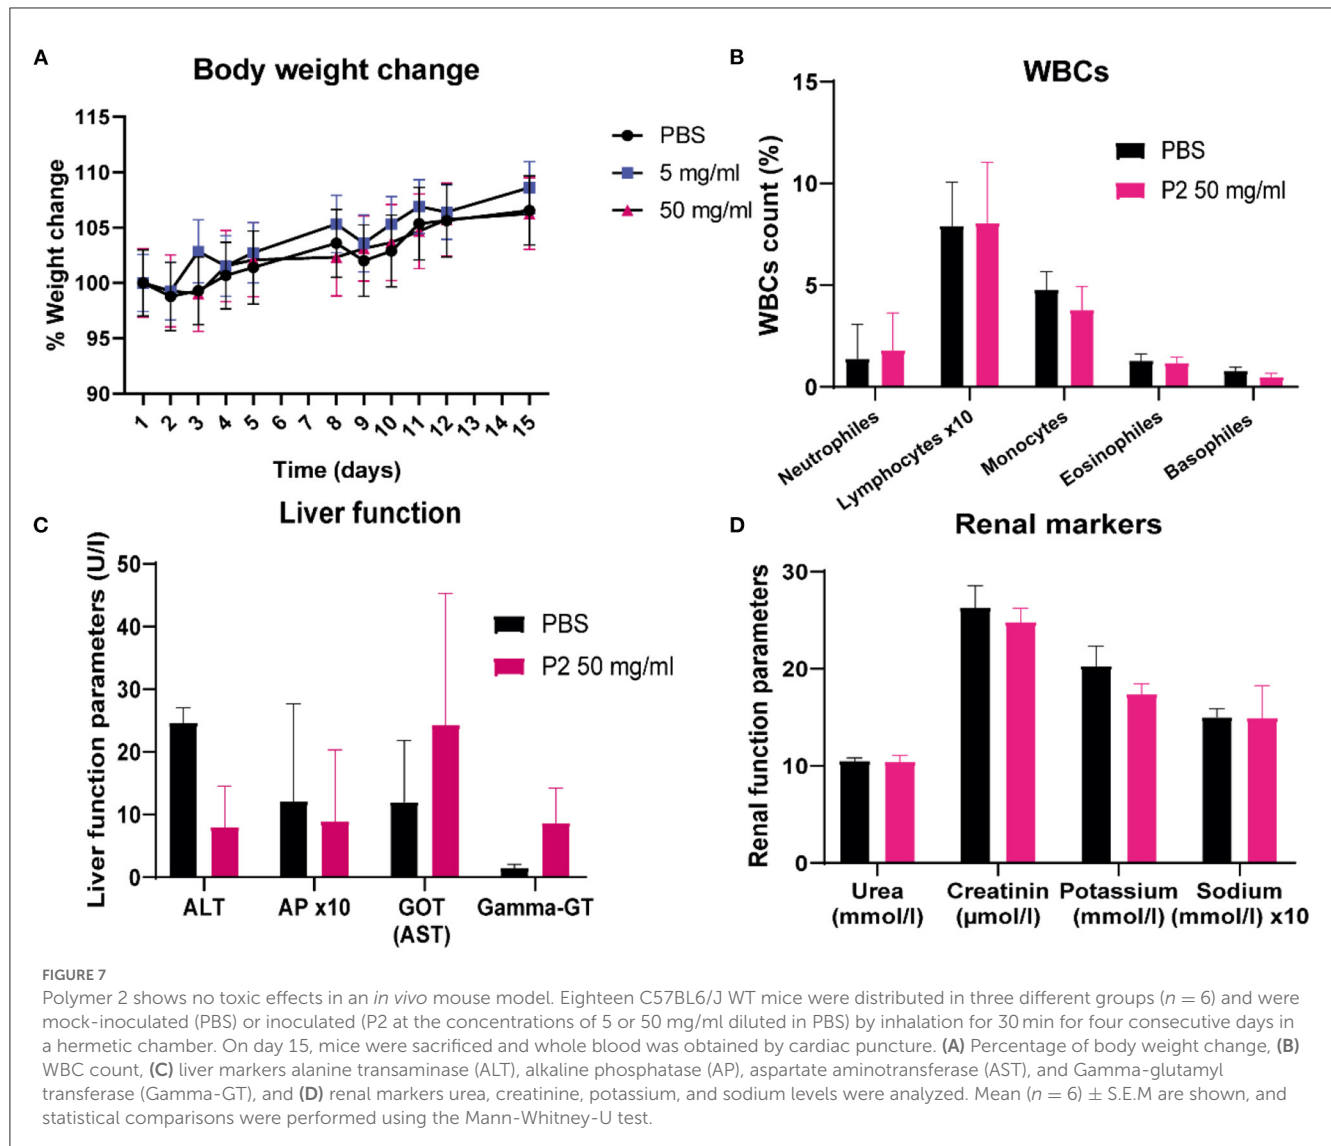 A
Body weight change
115
110
105
100
95
90
% Weight change
1 2 3 4 5 6 7 8 9 10 11 12 13 14 15
Time (days)
PBS
5 mg/ml
50 mg/ml
B
WBCs
15
10
5
0
WBCs count (%)
PBS
P2 50 mg/ml
Neutrophiles
Lymphocytes x10
Monocytes
Eosinophiles
Basophiles
C
Liver function
50
40
30
20
10
0
Liver function parameters (U/l)
PBS
P2 50 mg/ml
ALT
AP x10
GOT
(AST)
Gamma-GT
D
Renal markers
30
20
10
0
Renal function parameters
Urea
(mmol/l)
Creatinin
(µmol/l)
Potassium
(mmol/l)
Sodium
(mmol/l) x10
FIGURE 7
Polymer 2 shows no toxic effects in an in vivo mouse model. Eighteen C57BL6/J WT mice were distributed in three different groups (n = 6) and were
mock-inoculated (PBS) or inoculated (P2 at the concentrations of 5 or 50 mg/ml diluted in PBS) by inhalation for 30 min for four consecutive days in
a hermetic chamber. On day 15, mice were sacrificed and whole blood was obtained by cardiac puncture. (A) Percentage of body weight change, (B)
WBC count, (C) liver markers alanine transaminase (ALT), alkaline phosphatase (AP), aspartate aminotransferase (AST), and Gamma-glutamyl
transferase (Gamma-GT), and (D) renal markers urea, creatinine, potassium, and sodium levels were analyzed. Mean (n = 6) ± S.E.M are shown, and
statistical comparisons were performed using the Mann-Whitney-U test.